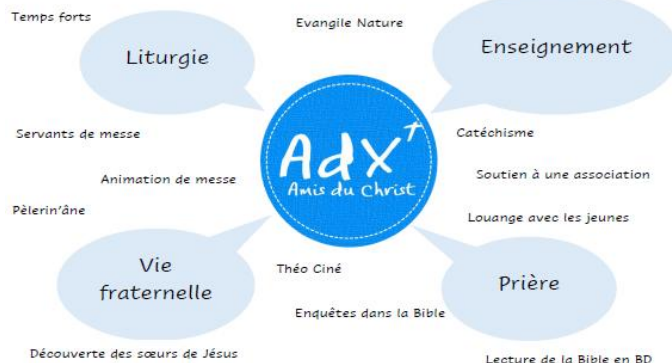 Temps forts
Evangile Nature
Liturgie
Enseignement
Servants de messe
Animation de messe
AdX+
Amis du Christ
Catéchisme
Soutien à une association
Pèlerin'âne
Louange avec les jeunes
Vie
fraternelle
Théo Ciné
Prière
Enquêtes dans la Bible
Découverte des sœurs de Jésus
Lecture de la Bible en BD